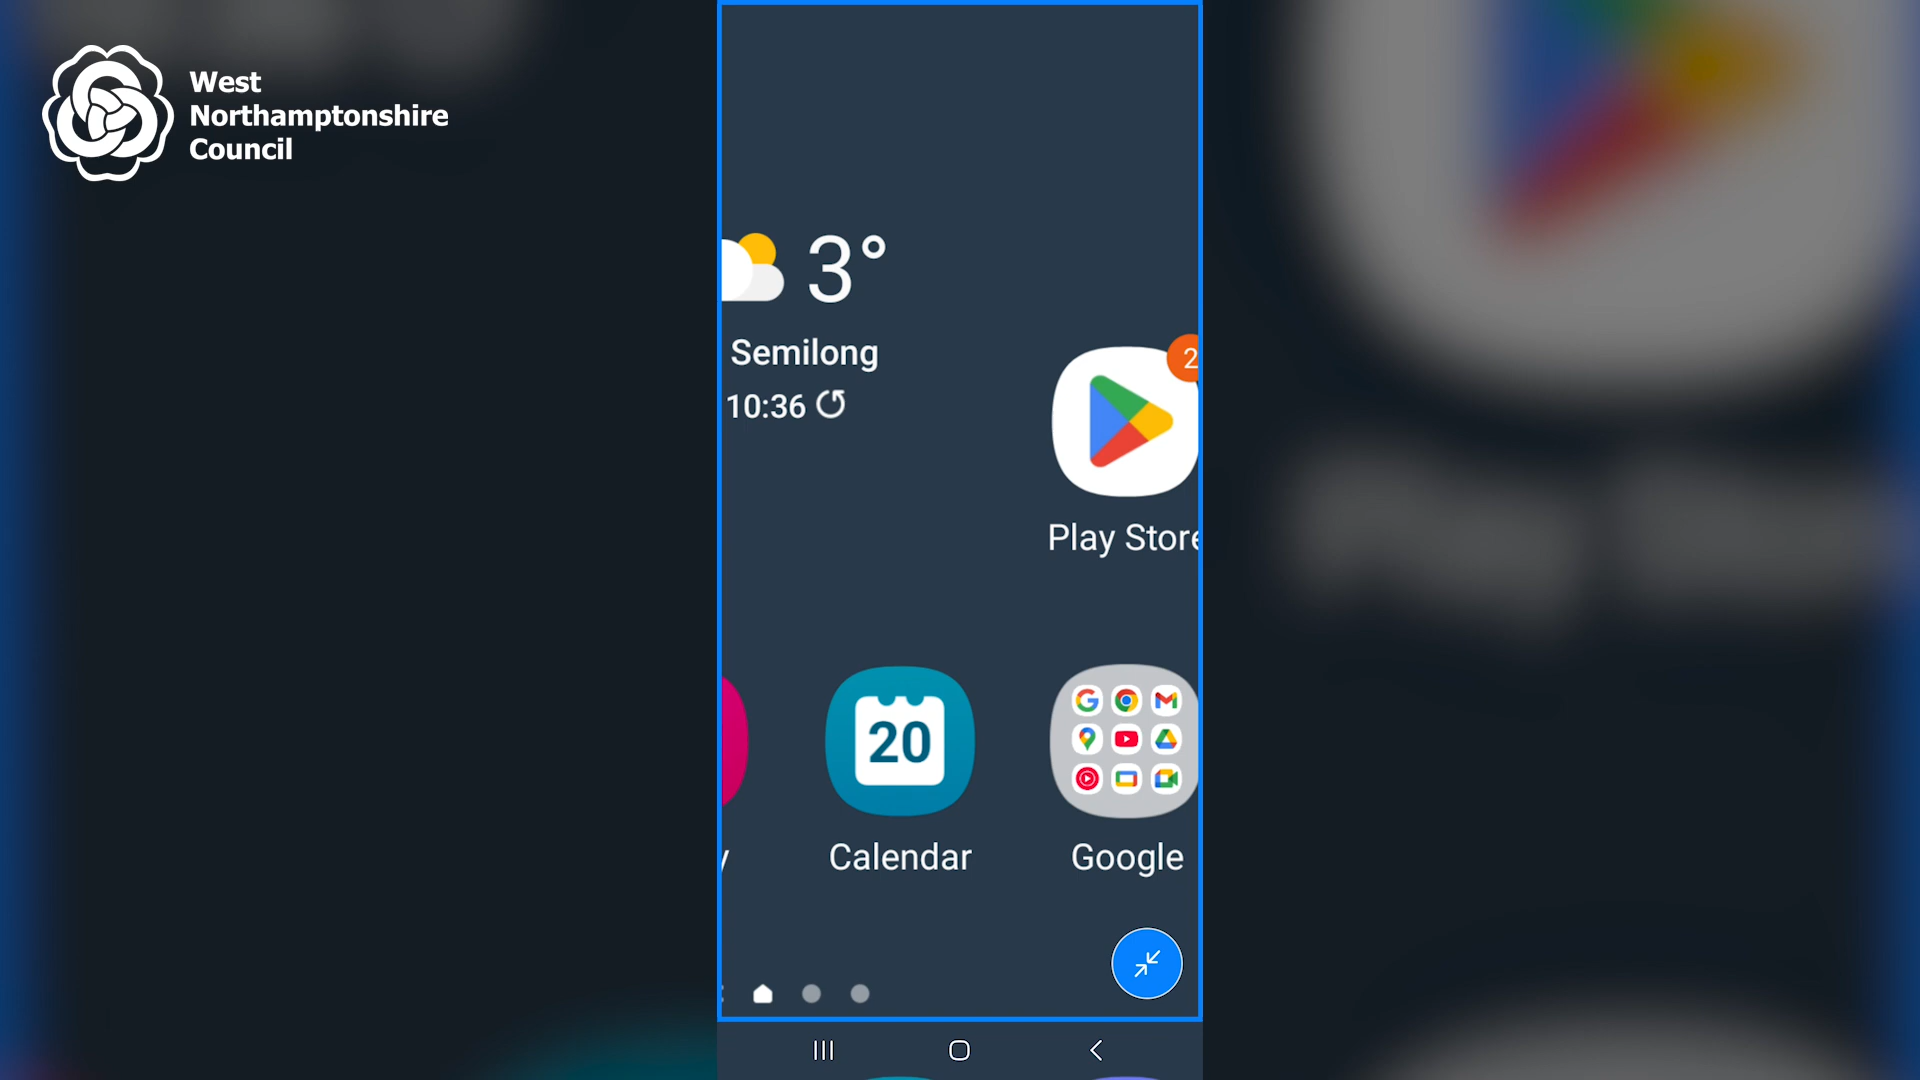 West
Northamptonshire
Council
3°
Semilong
10:36
2
Play Store
20
Calendar
Google